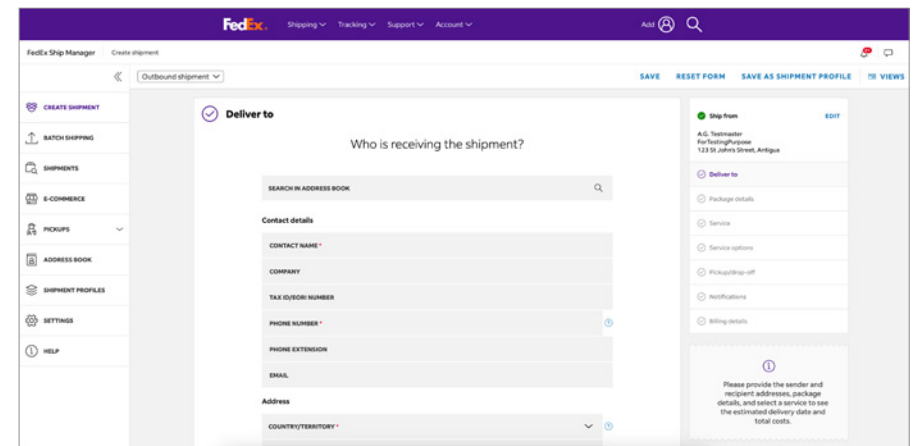 FedEx. Shipping Tracking Support Account Add
FedEx Ship Manager Create shipment
Outbound shipment SAVE RESET FORM SAVE AS SHIPMENT PROFILE VIEWS
CREATE SHIPMENT
BATCH SHIPPING
SHIPMENTS
E-COMMERCE
PICKUPS
ADDRESS BOOK
SHIPMENT PROFILES
SETTINGS
HELP
Deliver to
Who is receiving the shipment?
SEARCH IN ADDRESS BOOK
Contact details
CONTACT NAME *
COMPANY
TAX ID/EORI NUMBER
PHONE NUMBER *
PHONE EXTENSION
EMAIL
Address
COUNTRY/TERRITORY *
Ship from EDIT
A.G. Testmaster
ForTestingPurpose
123 St John's Street, Antigua
Deliver to
Package details
Service
Service options
Pickup/drop-off
Notifications
Billing details
Please provide the sender and
recipient addresses, package
details, and select a service to see
the estimated delivery date and
total costs.